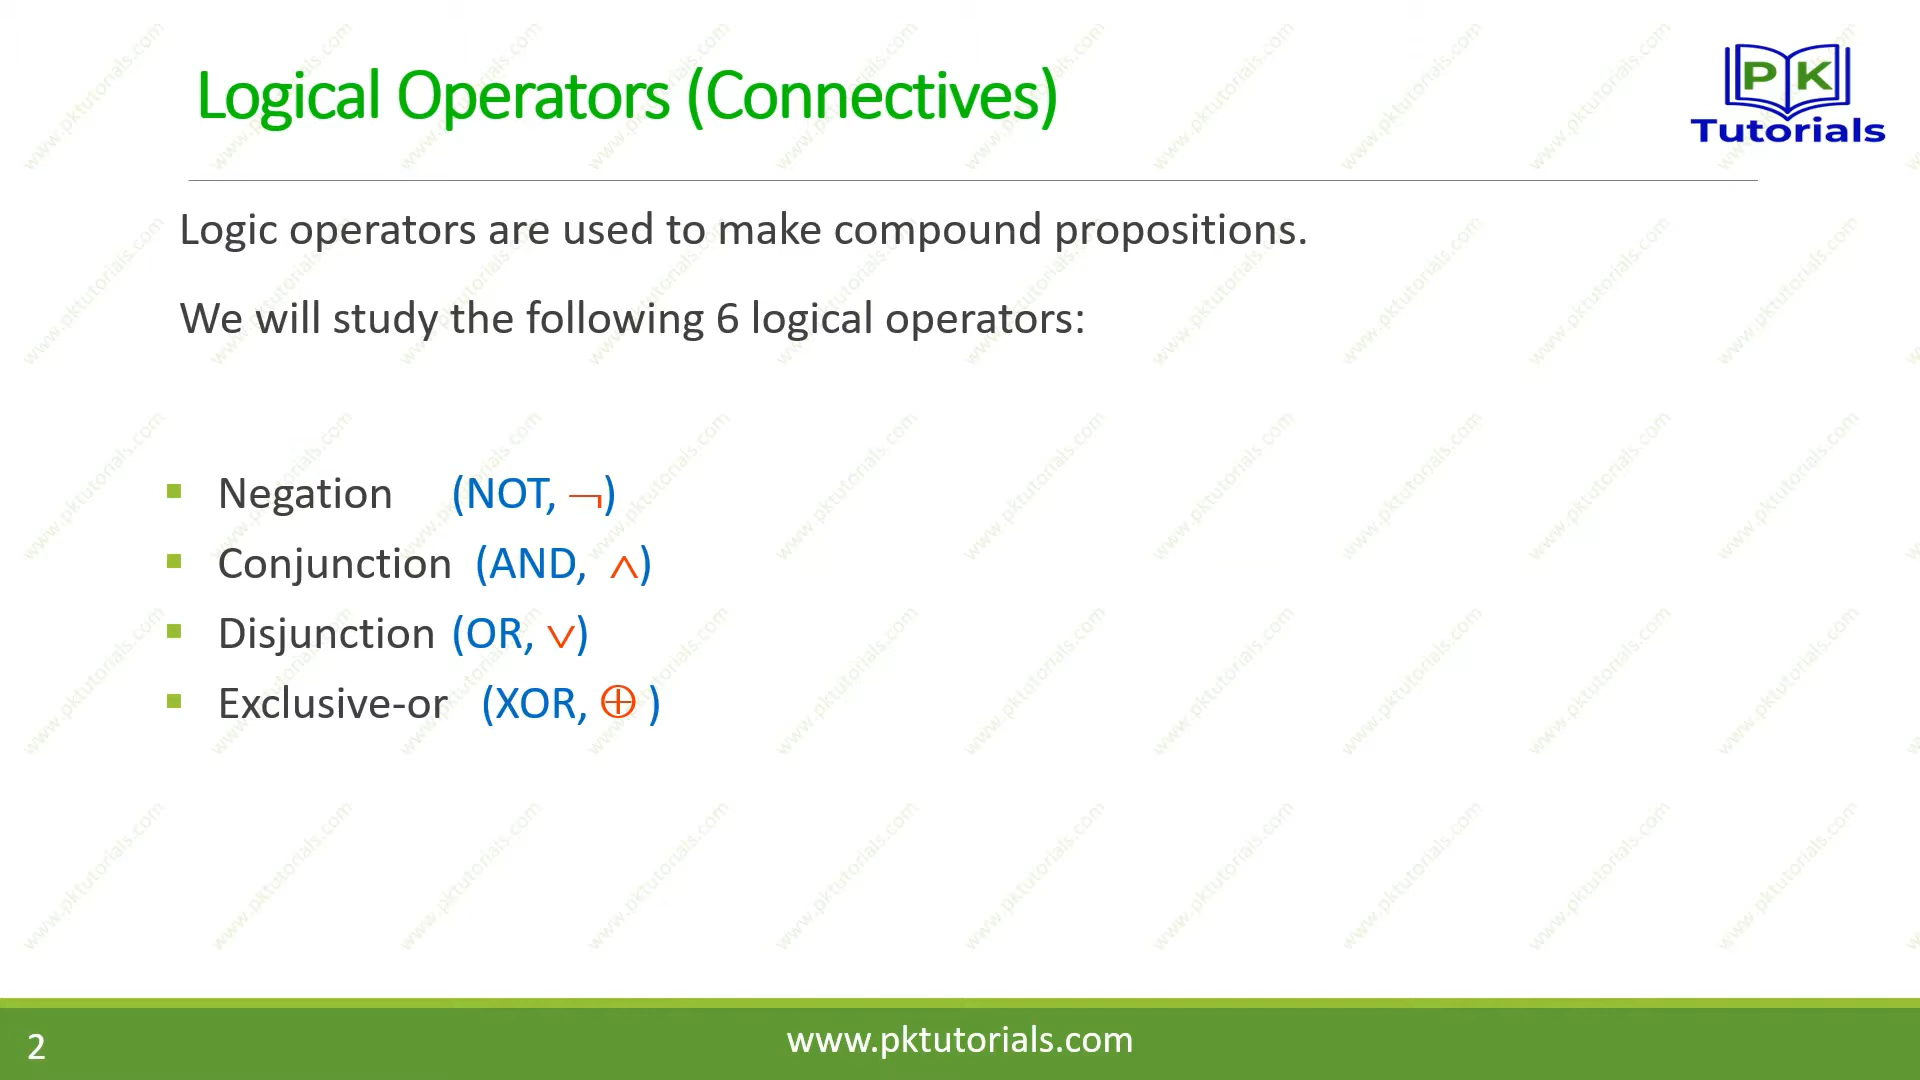 Logical Operators (Connectives)
PK
Tutorials
Logic operators are used to make compound propositions.
We will study the following 6 logical operators:
▪ Negation (NOT, ¬)
▪ Conjunction (AND, ∧)
▪ Disjunction (OR, ∨)
▪ Exclusive-or (XOR, ⊕ )
2
www.pktutorials.com